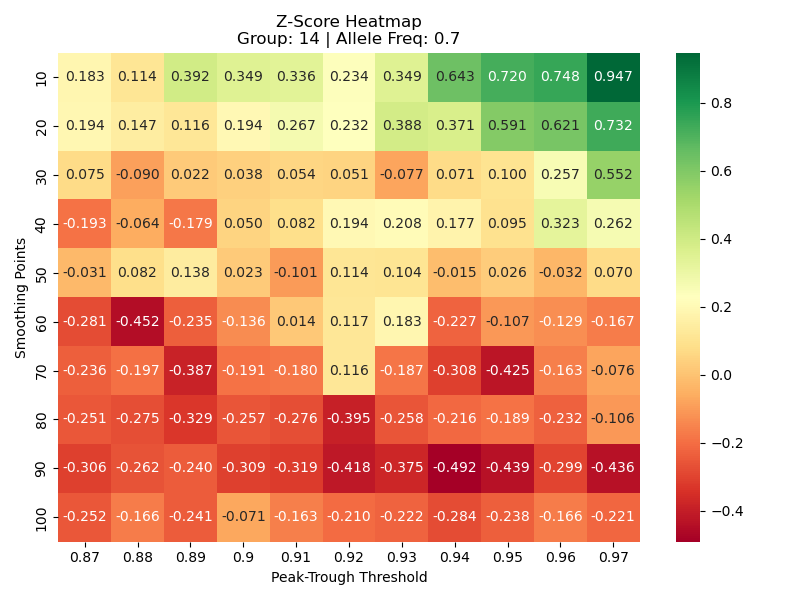 Z-Score Heatmap
Group: 14 | Allele Freq: 0.7
Smoothing Points
10 0.183 0.114 0.392 0.349 0.336 0.234 0.349 0.643 0.720 0.748 0.947
20 0.194 0.147 0.116 0.194 0.267 0.232 0.388 0.371 0.591 0.621 0.732
30 0.075 -0.090 0.022 0.038 0.054 0.051 -0.077 0.071 0.100 0.257 0.552
40 -0.193 -0.064 -0.179 0.050 0.082 0.194 0.208 0.177 0.095 0.323 0.262
50 -0.031 0.082 0.138 0.023 -0.101 0.114 0.104 -0.015 0.026 -0.032 0.070
60 -0.281 -0.452 -0.235 -0.136 0.014 0.117 0.183 -0.227 -0.107 -0.129 -0.167
70 -0.236 -0.197 -0.387 -0.191 -0.180 0.116 -0.187 -0.308 -0.425 -0.163 -0.076
80 -0.251 -0.275 -0.329 -0.257 -0.276 -0.395 -0.258 -0.216 -0.189 -0.232 -0.106
90 -0.306 -0.262 -0.240 -0.309 -0.319 -0.418 -0.375 -0.492 -0.439 -0.299 -0.436
100 -0.252 -0.166 -0.241 -0.071 -0.163 -0.210 -0.222 -0.284 -0.238 -0.166 -0.221
0.87 0.88 0.89 0.9 0.91 0.92 0.93 0.94 0.95 0.96 0.97
Peak-Trough Threshold
0.8
0.6
0.4
0.2
0.0
−0.2
−0.4